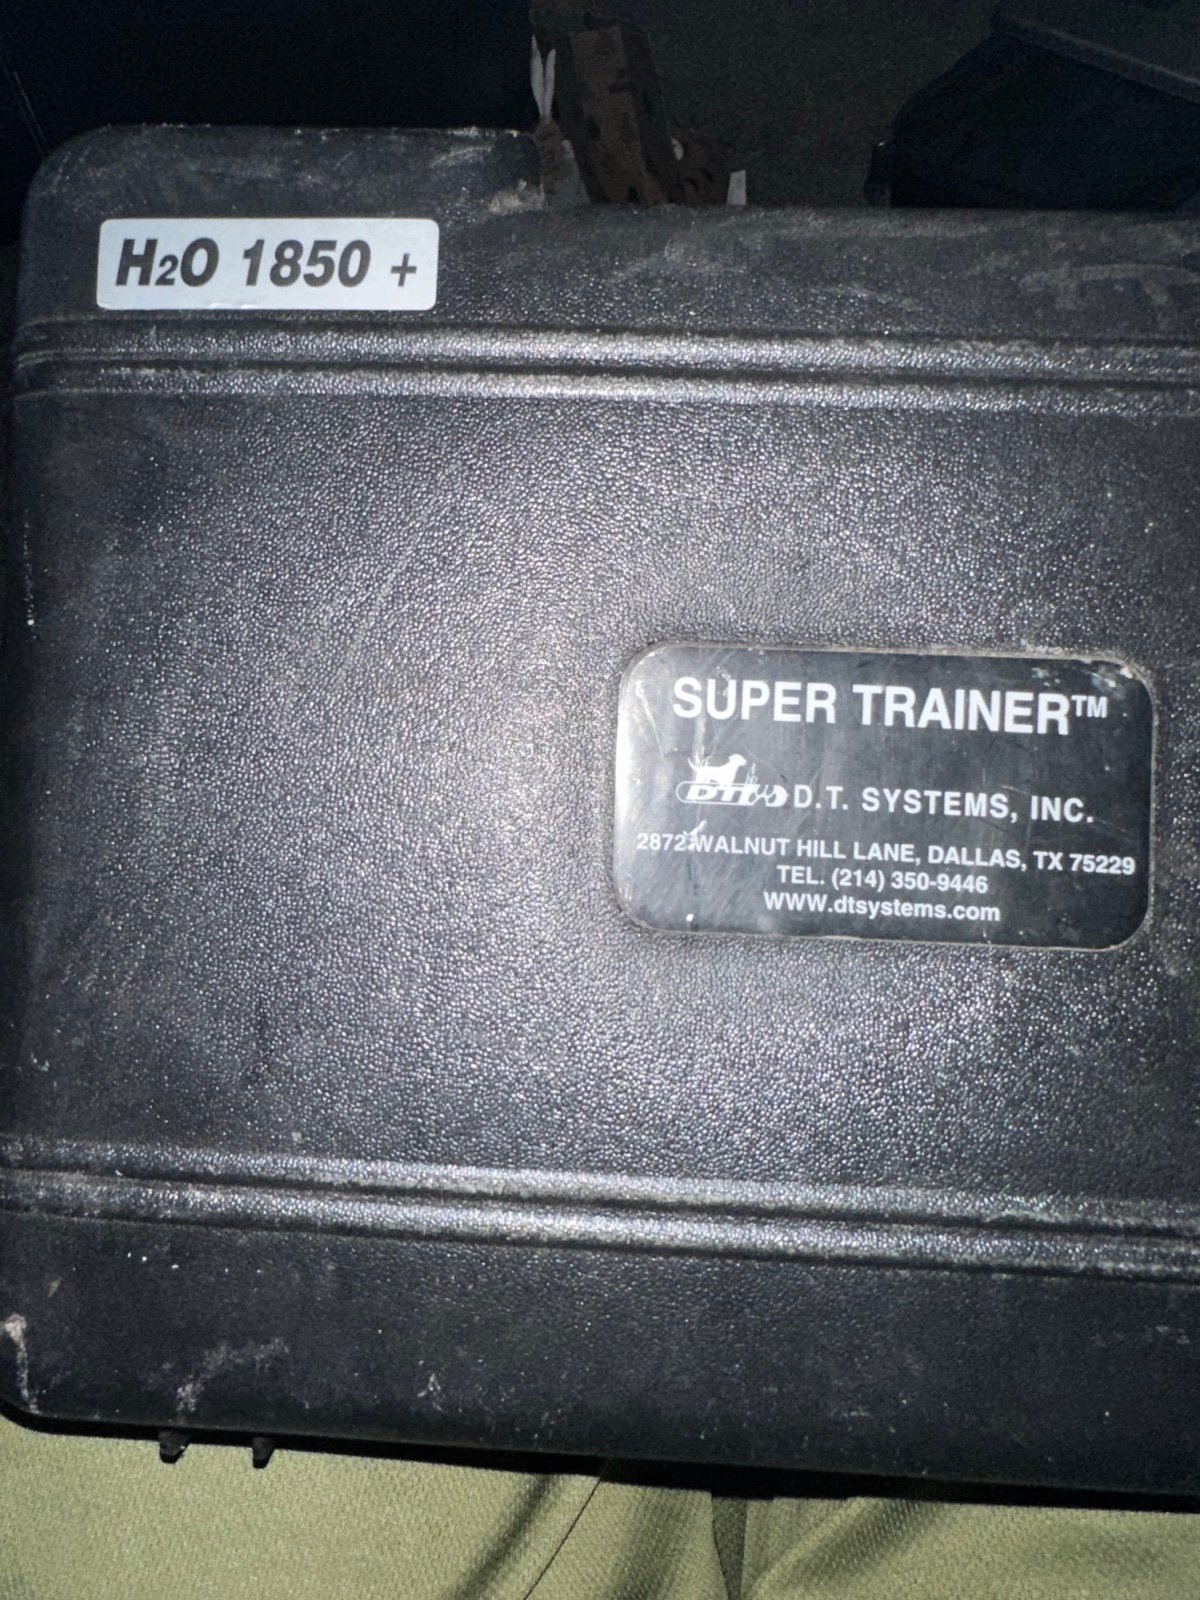 H2O 1850 +
SUPER TRAINER™
D.T. SYSTEMS, INC.
2872 WALNUT HILL LANE, DALLAS, TX 75229
TEL. (214) 350-9446
www.dtsystems.com